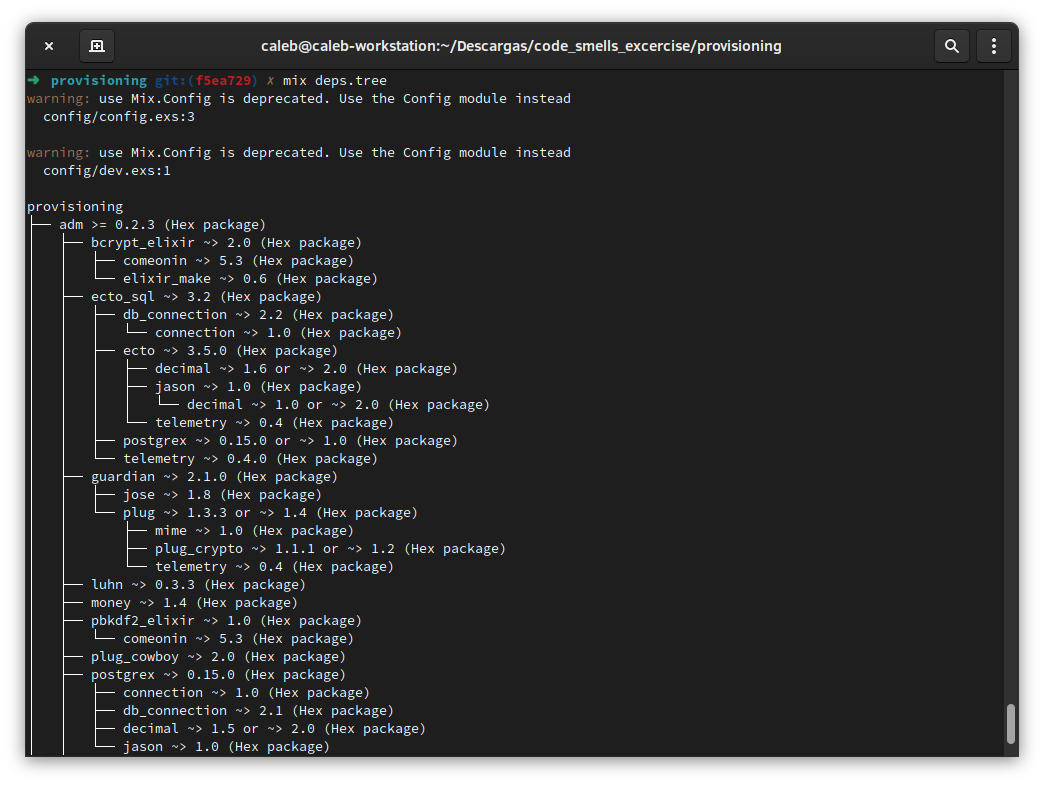 caleb@caleb-workstation:~/Descargas/code_smells_excercise/provisioning
➜ provisioning git:(f5ea729) ✗ mix deps.tree
warning: use Mix.Config is deprecated. Use the Config module instead
  config/config.exs:3

warning: use Mix.Config is deprecated. Use the Config module instead
  config/dev.exs:1

provisioning
├── adm >= 0.2.3 (Hex package)
│   ├── bcrypt_elixir ~> 2.0 (Hex package)
│   │   ├── comeonin ~> 5.3 (Hex package)
│   │   └── elixir_make ~> 0.6 (Hex package)
│   ├── ecto_sql ~> 3.2 (Hex package)
│   │   ├── db_connection ~> 2.2 (Hex package)
│   │   │   └── connection ~> 1.0 (Hex package)
│   │   ├── ecto ~> 3.5.0 (Hex package)
│   │   │   ├── decimal ~> 1.6 or ~> 2.0 (Hex package)
│   │   │   ├── jason ~> 1.0 (Hex package)
│   │   │   │   └── decimal ~> 1.0 or ~> 2.0 (Hex package)
│   │   │   └── telemetry ~> 0.4 (Hex package)
│   │   ├── postgrex ~> 0.15.0 or ~> 1.0 (Hex package)
│   │   └── telemetry ~> 0.4.0 (Hex package)
│   ├── guardian ~> 2.1.0 (Hex package)
│   │   ├── jose ~> 1.8 (Hex package)
│   │   └── plug ~> 1.3.3 or ~> 1.4 (Hex package)
│   │       ├── mime ~> 1.0 (Hex package)
│   │       ├── plug_crypto ~> 1.1.1 or ~> 1.2 (Hex package)
│   │       └── telemetry ~> 0.4 (Hex package)
│   ├── luhn ~> 0.3.3 (Hex package)
│   ├── money ~> 1.4 (Hex package)
│   ├── pbkdf2_elixir ~> 1.0 (Hex package)
│   │   └── comeonin ~> 5.3 (Hex package)
│   ├── plug_cowboy ~> 2.0 (Hex package)
│   ├── postgrex ~> 0.15.0 (Hex package)
│   │   ├── connection ~> 1.0 (Hex package)
│   │   ├── db_connection ~> 2.1 (Hex package)
│   │   ├── decimal ~> 1.5 or ~> 2.0 (Hex package)
│   │   └── jason ~> 1.0 (Hex package)